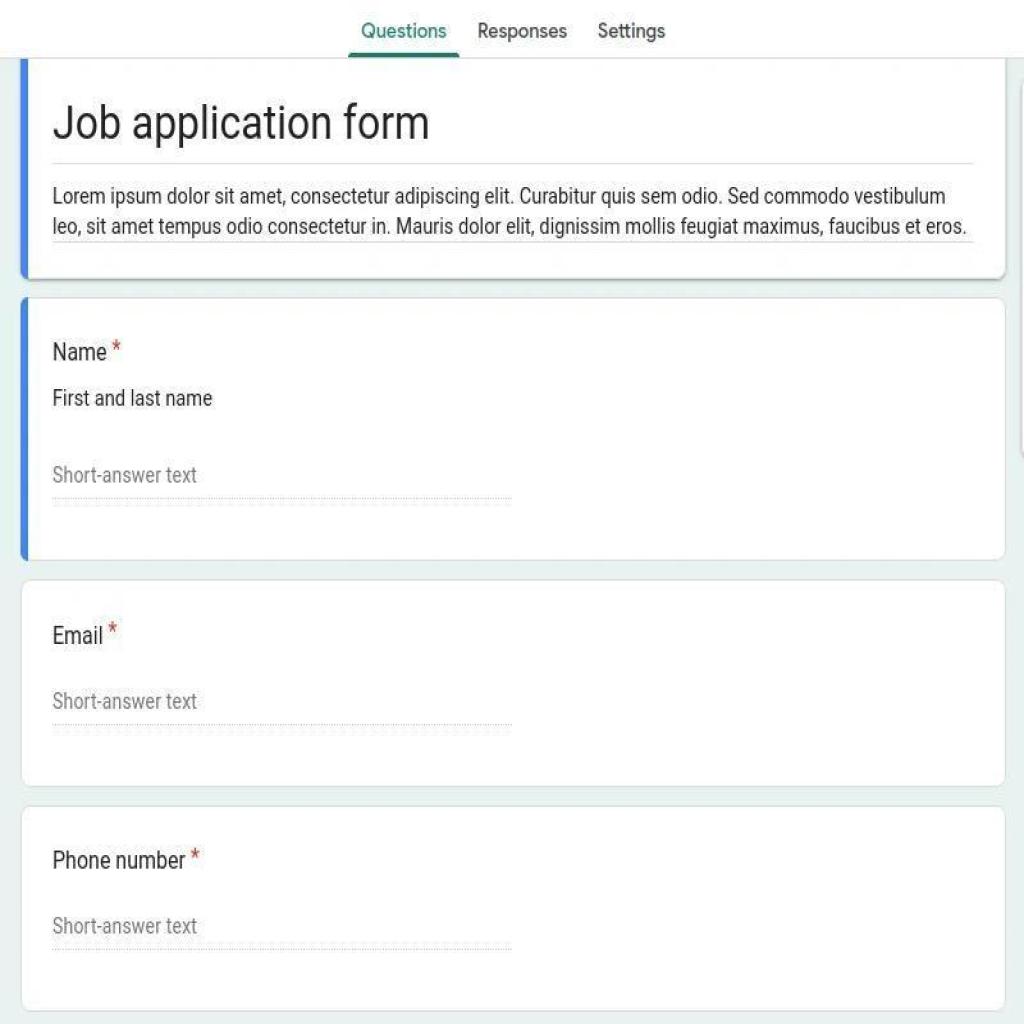 Questions Responses Settings
Job application form
Lorem ipsum dolor sit amet, consectetur adipiscing elit. Curabitur quis sem odio. Sed commodo vestibulum
leo, sit amet tempus odio consectetur in. Mauris dolor elit, dignissim mollis feugiat maximus, faucibus et eros.
Name *
First and last name
Short-answer text
Email *
Short-answer text
Phone number *
Short-answer text